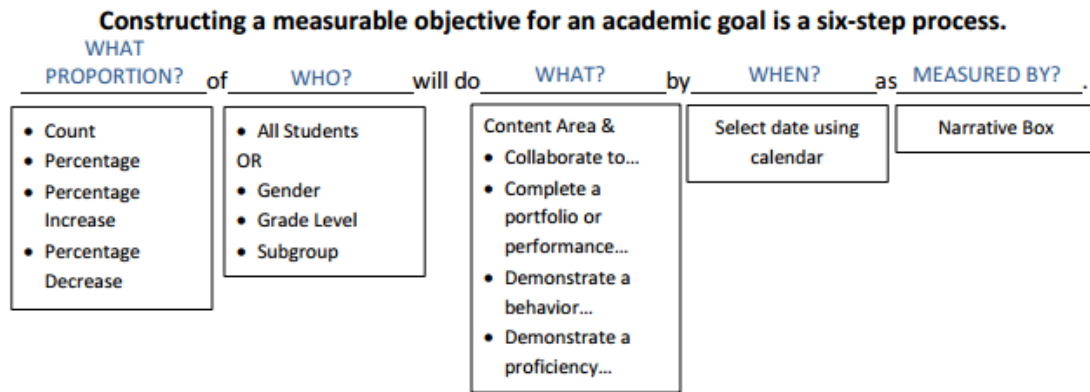 Constructing a measurable objective for an academic goal is a six-step process.
WHAT
PROPORTION? of WHO? will do WHAT? by WHEN? as MEASURED BY? .
• Count
• Percentage
• Percentage
Increase
• Percentage
Decrease
• All Students
OR
• Gender
• Grade Level
• Subgroup
Content Area &
• Collaborate to...
• Complete a
portfolio or
performance...
• Demonstrate a
behavior...
• Demonstrate a
proficiency...
Select date using
calendar
Narrative Box